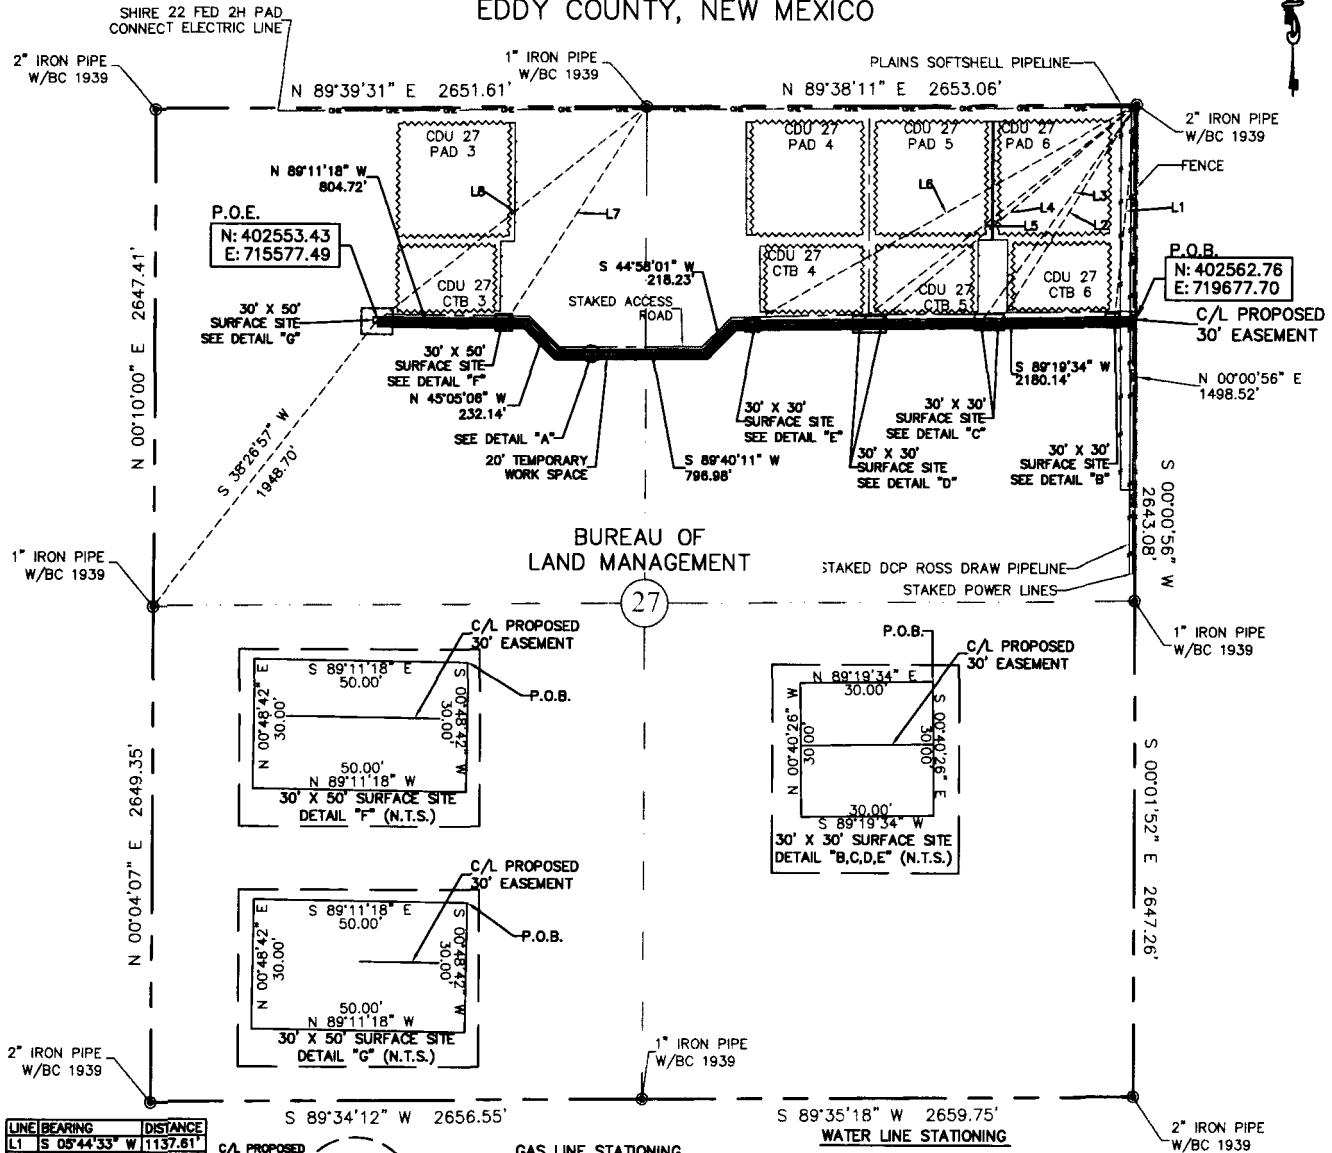 EDDY COUNTY, NEW MEXICO
SHIRE 22 FED 2H PAD
CONNECT ELECTRIC LINE
2" IRON PIPE
W/BC 1939
N 89°39'31" E 2651.61'
1" IRON PIPE
W/BC 1939
N 89°38'11" E 2653.06'
PLAINS SOFTSHELL PIPELINE
2" IRON PIPE
W/BC 1939
FENCE
CDU 27
PAD 3
CDU 27
PAD 4
CDU 27
PAD 5
CDU 27
PAD 6
N 89°11'18" W
804.72'
L8
L7
L6
L4
L5
L3
L2
L1
P.O.E.
N: 402553.43
E: 715577.49
P.O.B.
N: 402562.76
E: 719677.70
CDU 27
CTB 3
CDU 27
CTB 4
CDU 27
CTB 5
CDU 27
CTB 6
S 44°58'01" W
218.23'
STAKED ACCESS
ROAD
C/L PROPOSED
30' EASEMENT
30' X 50'
SURFACE SITE
SEE DETAIL "G"
30' X 50'
SURFACE SITE
SEE DETAIL "F"
N 45°05'06" W
232.14'
SEE DETAIL "A"
20' TEMPORARY
WORK SPACE
S 89°40'11" W
796.98'
30' X 30'
SURFACE SITE
SEE DETAIL "E"
30' X 30'
SURFACE SITE
SEE DETAIL "D"
30' X 30'
SURFACE SITE
SEE DETAIL "C"
S 89°19'34" W
2180.14'
30' X 30'
SURFACE SITE
SEE DETAIL "B"
N 00°00'56" E
1498.52'
N 00°10'00" E 2647.41'
S 38°26'57" W
1948.70'
S 00°00'56" W
2643.08'
BUREAU OF
LAND MANAGEMENT
27
STAKED DCP ROSS DRAW PIPELINE
STAKED POWER LINES
1" IRON PIPE
W/BC 1939
1" IRON PIPE
W/BC 1939
C/L PROPOSED
30' EASEMENT
S 89°11'18" E
50.00'
P.O.B.
N 00°48'42" E
30.00'
S 00°48'42" W
30.00'
50.00'
N 89°11'18" W
30' X 50' SURFACE SITE
DETAIL "F" (N.T.S.)
P.O.B.
C/L PROPOSED
30' EASEMENT
N 89°19'34" E
30.00'
N 00°40'26" W
30.00'
S 00°40'26" E
30.00'
30.00'
S 89°19'34" W
30' X 30' SURFACE SITE
DETAIL "B,C,D,E" (N.T.S.)
N 00°04'07" E 2649.35'
S 00°01'52" E 2647.26'
C/L PROPOSED
30' EASEMENT
S 89°11'18" E
50.00'
P.O.B.
N 00°48'42" E
30.00'
S 00°48'42" W
30.00'
50.00'
N 89°11'18" W
30' X 50' SURFACE SITE
DETAIL "G" (N.T.S.)
2" IRON PIPE
W/BC 1939
1" IRON PIPE
W/BC 1939
S 89°34'12" W 2656.55'
S 89°35'18" W 2659.75'
2" IRON PIPE
W/BC 1939
LINE BEARING DISTANCE
L1 S 05°44'33" W 1137.61'
C/L PROPOSED
GAS LINE STATIONING
WATER LINE STATIONING